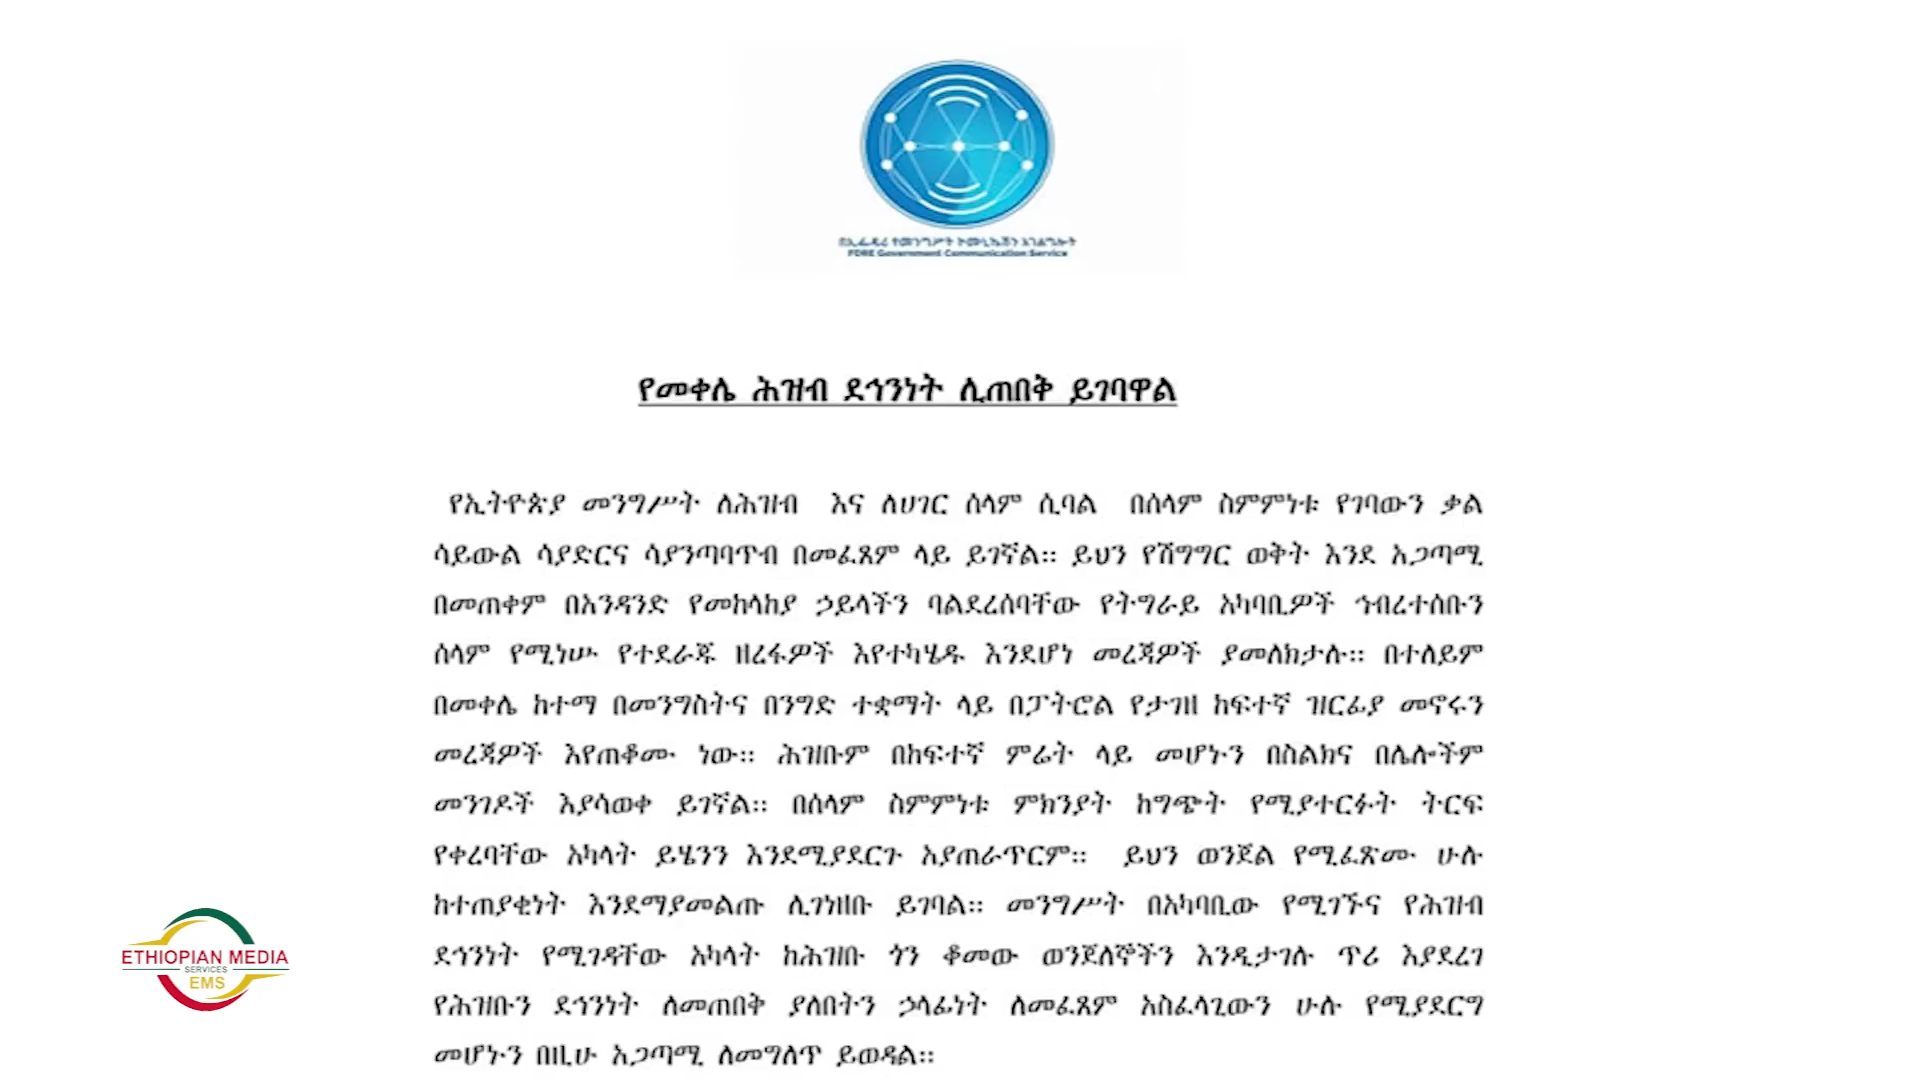 በኢፌዲሪ የመንግሥት ኮሙኒኬሽን አገልግሎት
FDRE Government Communication Service
የመቀሌ ሕዝብ ደኅንነት ሊጠበቅ ይገባዋል
የኢትዮጵያ መንግሥት ለሕዝብ እና ለሀገር ሰላም ሲባል በሰላም ስምምነቱ የገባውን ቃል
ሳይውል ሳያድርና ሳያንጣባጥብ በመፈጸም ላይ ይገኛል። ይህን የሽግግር ወቅት እንደ አጋጣሚ
በመጠቀም በአንዳንድ የመከላከያ ኃይላችን ባልደረሰባቸው የትግራይ አካባቢዎች ኅብረተሰቡን
ሰላም የሚነሡ የተደራጁ ዘረፋዎች እየተካሄዱ እንደሆነ መረጃዎች ያመለክታሉ። በተለይም
በመቀሌ ከተማ በመንግስትና በንግድ ተቋማት ላይ በፓትሮል የታገዘ ከፍተኛ ዝርፊያ መኖሩን
መረጃዎች እየጠቆሙ ነው። ሕዝቡም በከፍተኛ ምሬት ላይ መሆኑን በስልክና በሌሎችም
መንገዶች እያሳወቀ ይገኛል። በሰላም ስምምነቱ ምክንያት ከግጭት የሚያተርፉት ትርፍ
የቀረባቸው አካላት ይሄንን እንደሚያደርጉ አያጠራጥርም። ይህን ወንጀል የሚፈጽሙ ሁሉ
ከተጠያቂነት እንደማያመልጡ ሊገነዘቡ ይገባል። መንግሥት በአካባቢው የሚገኙና የሕዝብ
ደኅንነት የሚገዳቸው አካላት ከሕዝቡ ጎን ቆመው ወንጀለኞችን እንዲታገሉ ጥሪ እያደረገ
የሕዝቡን ደኅንነት ለመጠበቅ ያለበትን ኃላፊነት ለመፈጸም አስፈላጊውን ሁሉ የሚያደርግ
መሆኑን በዚሁ አጋጣሚ ለመግለጥ ይወዳል።
ETHIOPIAN MEDIA
SERVICES
EMS